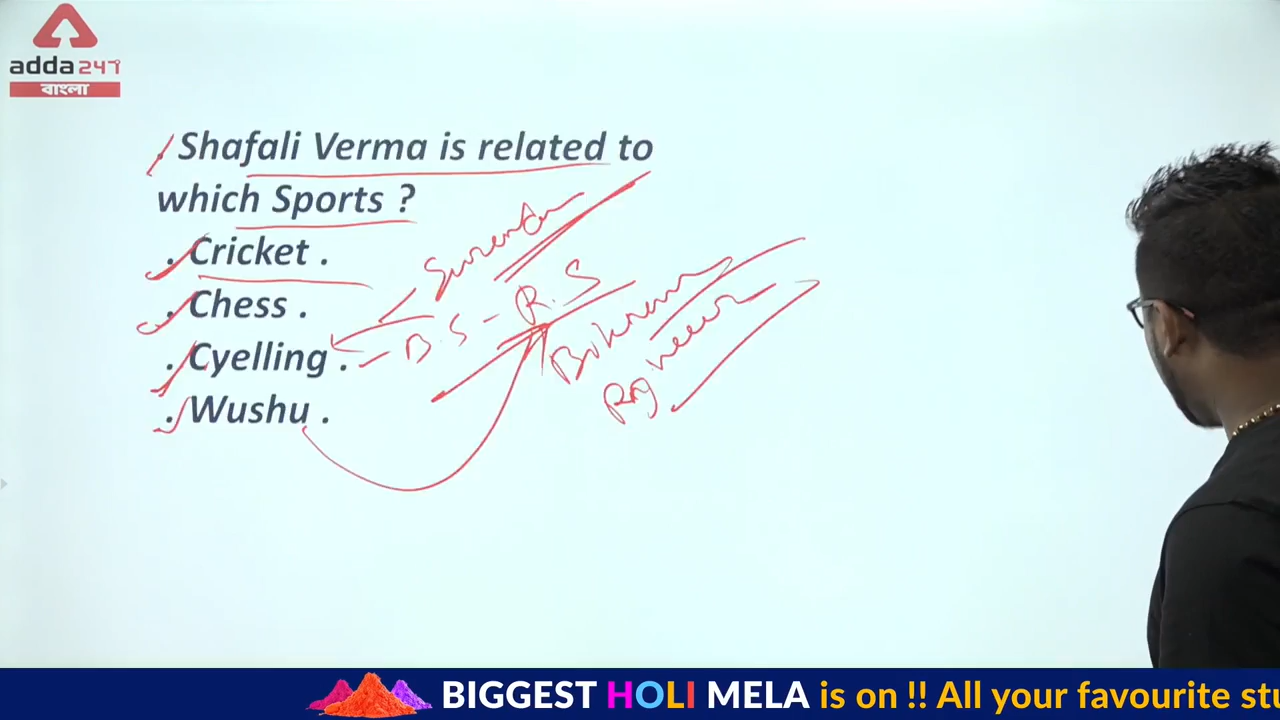 adda247
বাংলা
. Shafali Verma is related to
which Sports ?
. Cricket .
. Chess .
. Cyelling .
. Wushu .
B.S - R.S
BIGGEST HOLI MELA is on !! All your favourite stu